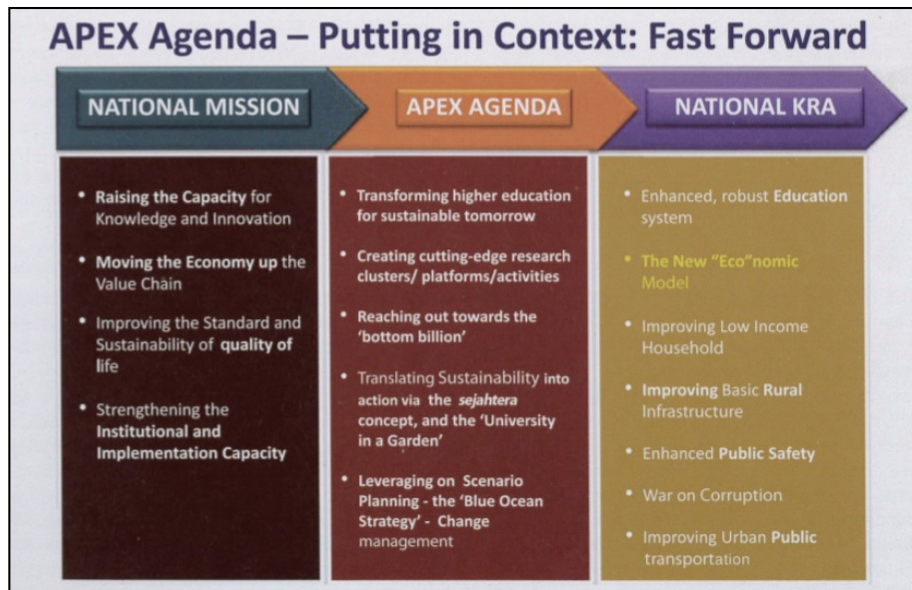 APEX Agenda – Putting in Context: Fast Forward
NATIONAL MISSION
APEX AGENDA
NATIONAL KRA
• Raising the Capacity for
Knowledge and Innovation
• Moving the Economy up the
Value Chain
• Improving the Standard and
Sustainability of quality of
life
• Strengthening the
Institutional and
Implementation Capacity
• Transforming higher education
for sustainable tomorrow
• Creating cutting-edge research
clusters/ platforms/activities
• Reaching out towards the
‘bottom billion’
• Translating Sustainability into
action via the sejahtera
concept, and the ‘University
in a Garden’
• Leveraging on Scenario
Planning - the ‘Blue Ocean
Strategy’ - Change
management
• Enhanced, robust Education
system
• The New “Eco”nomic
Model
• Improving Low Income
Household
• Improving Basic Rural
Infrastructure
• Enhanced Public Safety
• War on Corruption
• Improving Urban Public
transportation